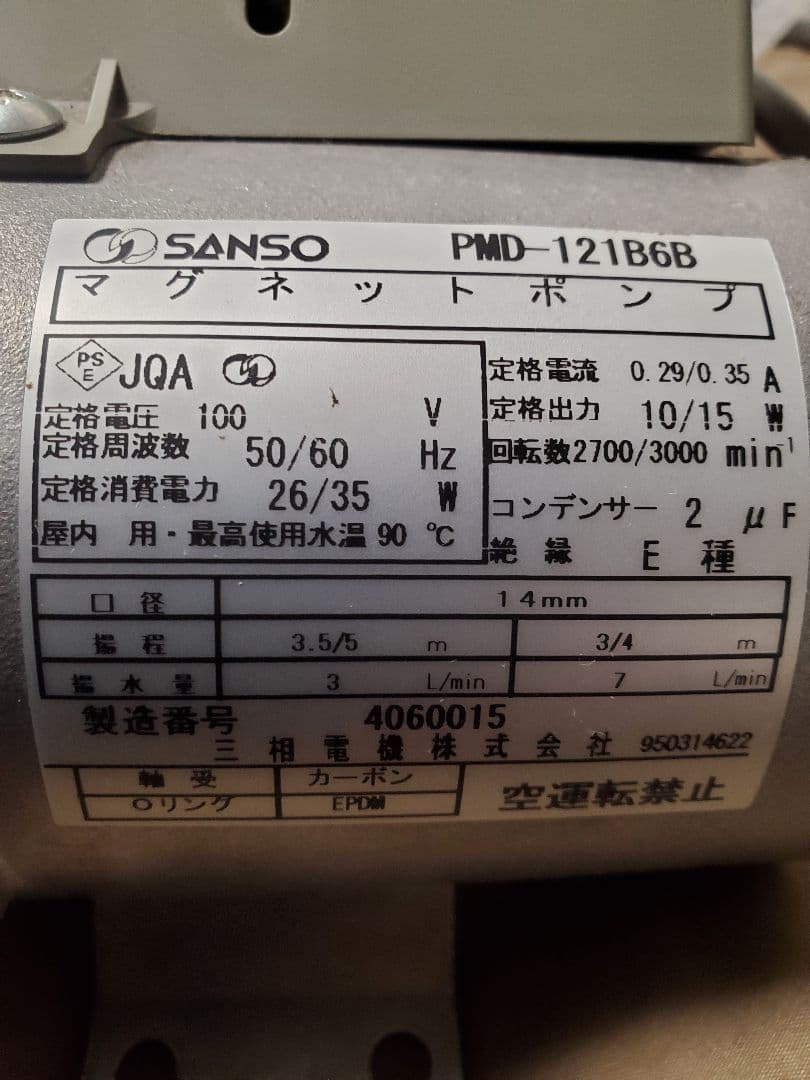 SANSO PMD-121B6B
マグネットポンプ
PS E JQA
定格電圧 100 V
定格周波数 50/60 Hz
定格消費電力 26/35 W
屋内 用・最高使用水温 90 ℃
定格電流 0.29/0.35 A
定格出力 10/15 W
回転数2700/3000 min⁻¹
コンデンサー 2 μF
絶縁 E 種
口径 14mm
揚程 3.5/5 m 3/4 m
揚水量 3 L/min 7 L/min
製造番号 4060015
三相電機株式会社 950314622
軸受 カーボン
Oリング EPDM
空運転禁止